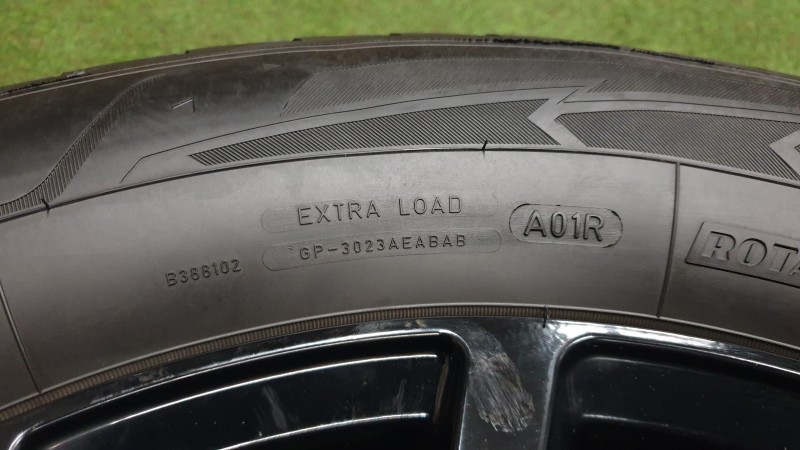 EXTRA LOAD
GP-3023AEABAB
B366102
A01R
ROTA